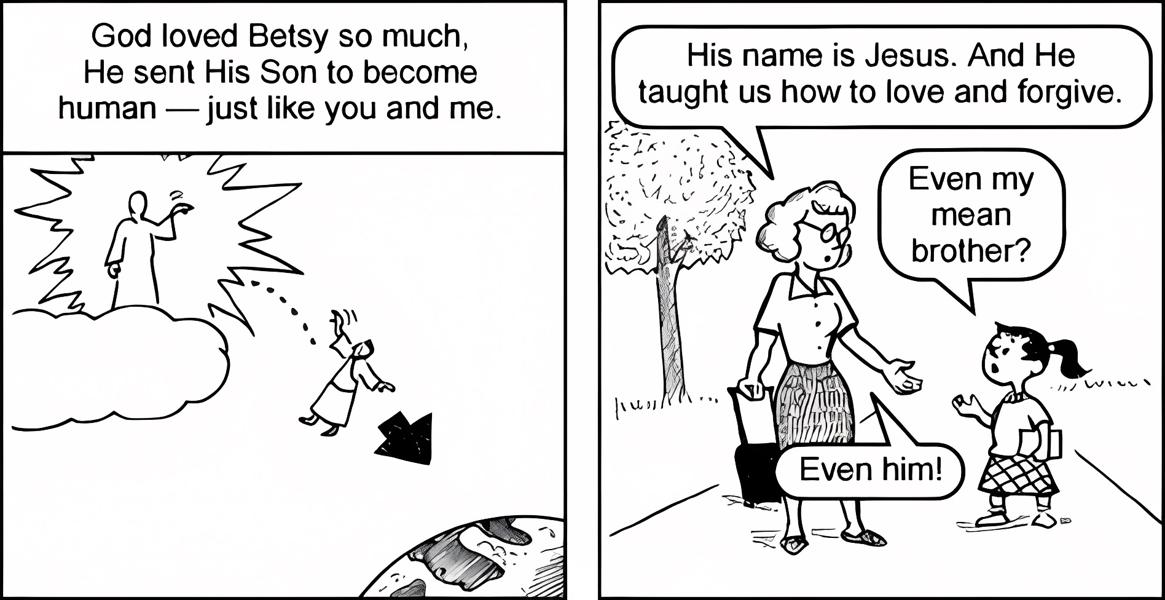 God loved Betsy so much,
He sent His Son to become
human — just like you and me.
His name is Jesus. And He
taught us how to love and forgive.
Even my
mean
brother?
Even him!